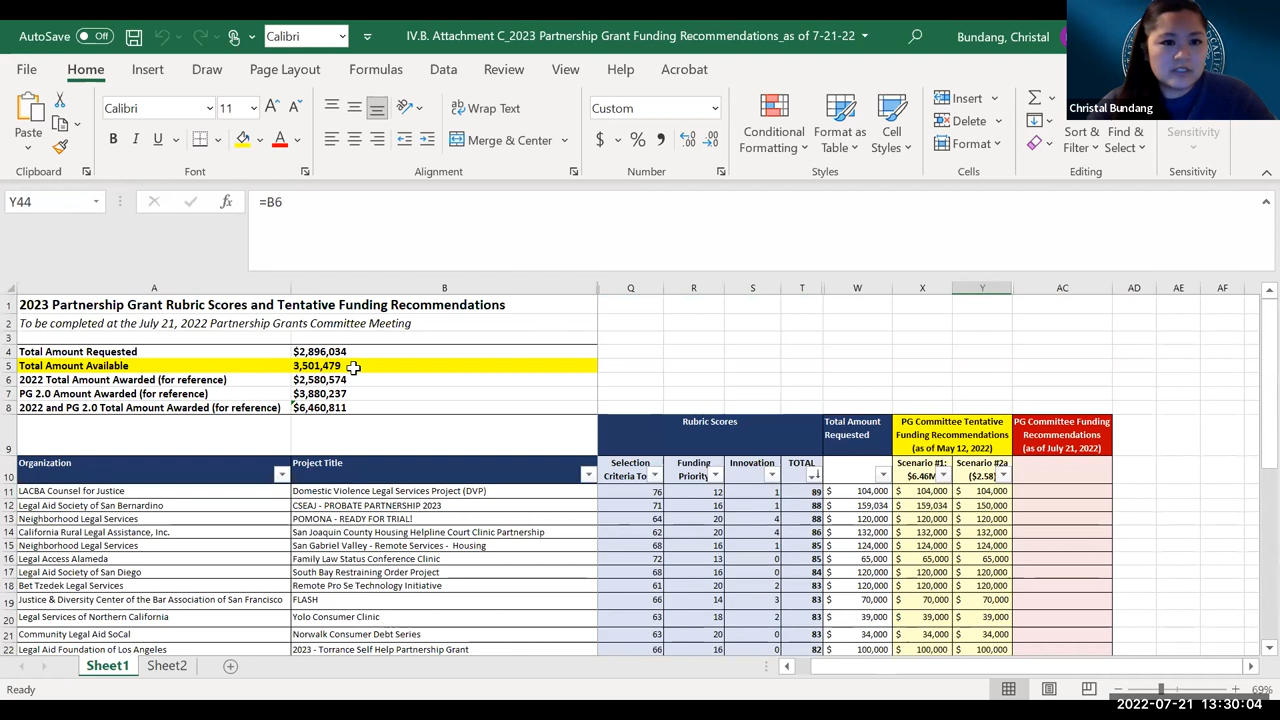 AutoSave Off Calibri IV.B. Attachment C_2023 Partnership Grant Funding Recommendations_as of 7-21-22 Bundang, Christal
File Home Insert Draw Page Layout Formulas Data Review View Help Acrobat
Christal Bundang
Paste Calibri 11 Wrap Text Custom Conditional Formatting Format as Table Cell Styles Insert
B I U Merge & Center $ % Delete Sort & Filter Find & Select Sensitivity
Format
Clipboard Font Alignment Number Styles Cells Editing Sensitivity
Y44 fx =B6
A B Q R S T W X Y AC AD AE AF
1 2023 Partnership Grant Rubric Scores and Tentative Funding Recommendations
2 To be completed at the July 21, 2022 Partnership Grants Committee Meeting
3
4 Total Amount Requested $2,896,034
5 Total Amount Available 3,501,479
6 2022 Total Amount Awarded (for reference) $2,580,574
7 PG 2.0 Amount Awarded (for reference) $3,880,237
8 2022 and PG 2.0 Total Amount Awarded (for reference) $6,460,811
9 Rubric Scores Total Amount Requested PG Committee Tentative Funding Recommendations (as of May 12, 2022) PG Committee Funding Recommendations (as of July 21, 2022)
10 Organization Project Title Selection Criteria To Funding Priority Innovation TOTAL Scenario #1: $6.46M Scenario #2a ($2.58)
11 LACBA Counsel for Justice Domestic Violence Legal Services Project (DVP) 76 12 1 89 $ 104,000 $ 104,000 $ 104,000
12 Legal Aid Society of San Bernardino CSEAJ - PROBATE PARTNERSHIP 2023 71 16 1 88 $ 159,034 $ 159,034 $ 150,000
13 Neighborhood Legal Services POMONA - READY FOR TRIAL! 64 20 4 88 $ 120,000 $ 120,000 $ 120,000
14 California Rural Legal Assistance, Inc. San Joaquin County Housing Helpline Court Clinic Partnership 62 20 4 86 $ 132,000 $ 132,000 $ 132,000
15 Neighborhood Legal Services San Gabriel Valley - Remote Services - Housing 68 16 1 85 $ 124,000 $ 124,000 $ 124,000
16 Legal Access Alameda Family Law Status Conference Clinic 72 13 0 85 $ 65,000 $ 65,000 $ 65,000
17 Legal Aid Society of San Diego South Bay Restraining Order Project 68 16 0 84 $ 120,000 $ 120,000 $ 120,000
18 Bet Tzedek Legal Services Remote Pro Se Technology Initiative 61 20 2 83 $ 120,000 $ 120,000 $ 120,000
19 Justice & Diversity Center of the Bar Association of San Francisco FLASH 66 14 3 83 $ 70,000 $ 70,000 $ 70,000
20 Legal Services of Northern California Yolo Consumer Clinic 63 18 2 83 $ 39,000 $ 39,000 $ 39,000
21 Community Legal Aid SoCal Norwalk Consumer Debt Series 63 20 0 83 $ 34,000 $ 34,000 $ 34,000
22 Legal Aid Foundation of Los Angeles 2023 - Torrance Self Help Partnership Grant 66 16 0 82 $ 100,000 $ 100,000 $ 100,000
Sheet1 Sheet2
Ready 69%
2022-07-21 13:30:04